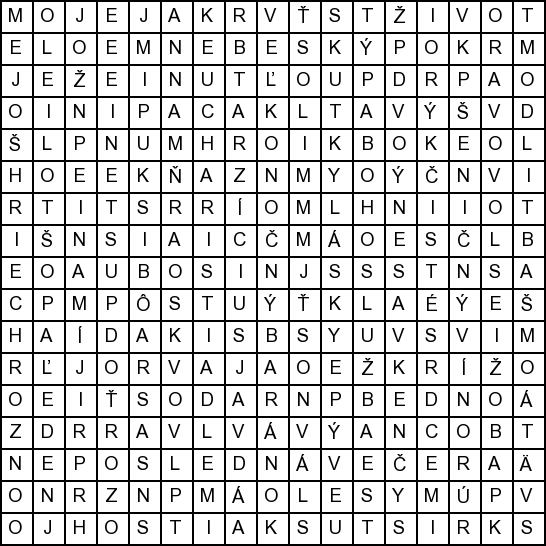 M O J E J A K R V Ť S T Ž I V O T
E L O E M N E B E S K Ý P O K R M
J E Ž E I N U T Ľ O U P D R P A O
O I N I P A C A K L T A V Ý Š V D
Š L P N U M H R O I K B O K E O L
H O E E K Ň A Z N M Y O Ý Č N V I
R T I T S R R Í O M L H N I I O T
I Š N S I A I C Č M Á O E S Č L B
E O A U B O S I N J S S S T N S A
C P M P Ô S T U Ý Ť K L A É Ý E Š
H A Í D A K I S B S Y U V S V I M
R Ľ J O R V A J A O E Ž K R Í Ž O
O E I Ť S O D A R N P B E D N O Á
Z D R R A V L V Á V Ý A N C O B T
N E P O S L E D N Á V E Č E R A Ä
O N R Z N P M Á O L E S Y M Ú P V
O J H O S T I A K S U T S I R K S